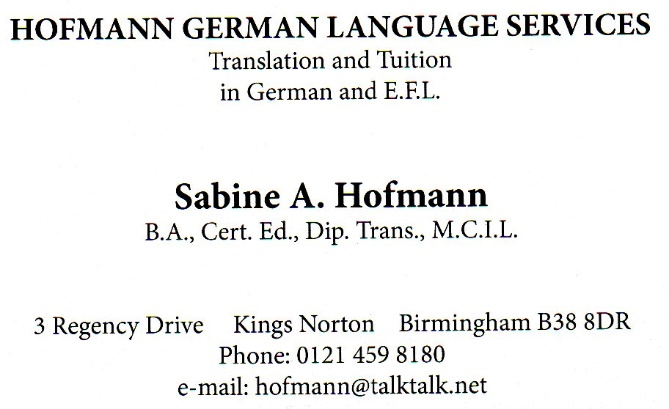 HOFMANN GERMAN LANGUAGE SERVICES
Translation and Tuition
in German and E.F.L.
Sabine A. Hofmann
B.A., Cert. Ed., Dip. Trans., M.C.I.L.
3 Regency Drive Kings Norton Birmingham B38 8DR
Phone: 0121 459 8180
e-mail: hofmann@talktalk.net